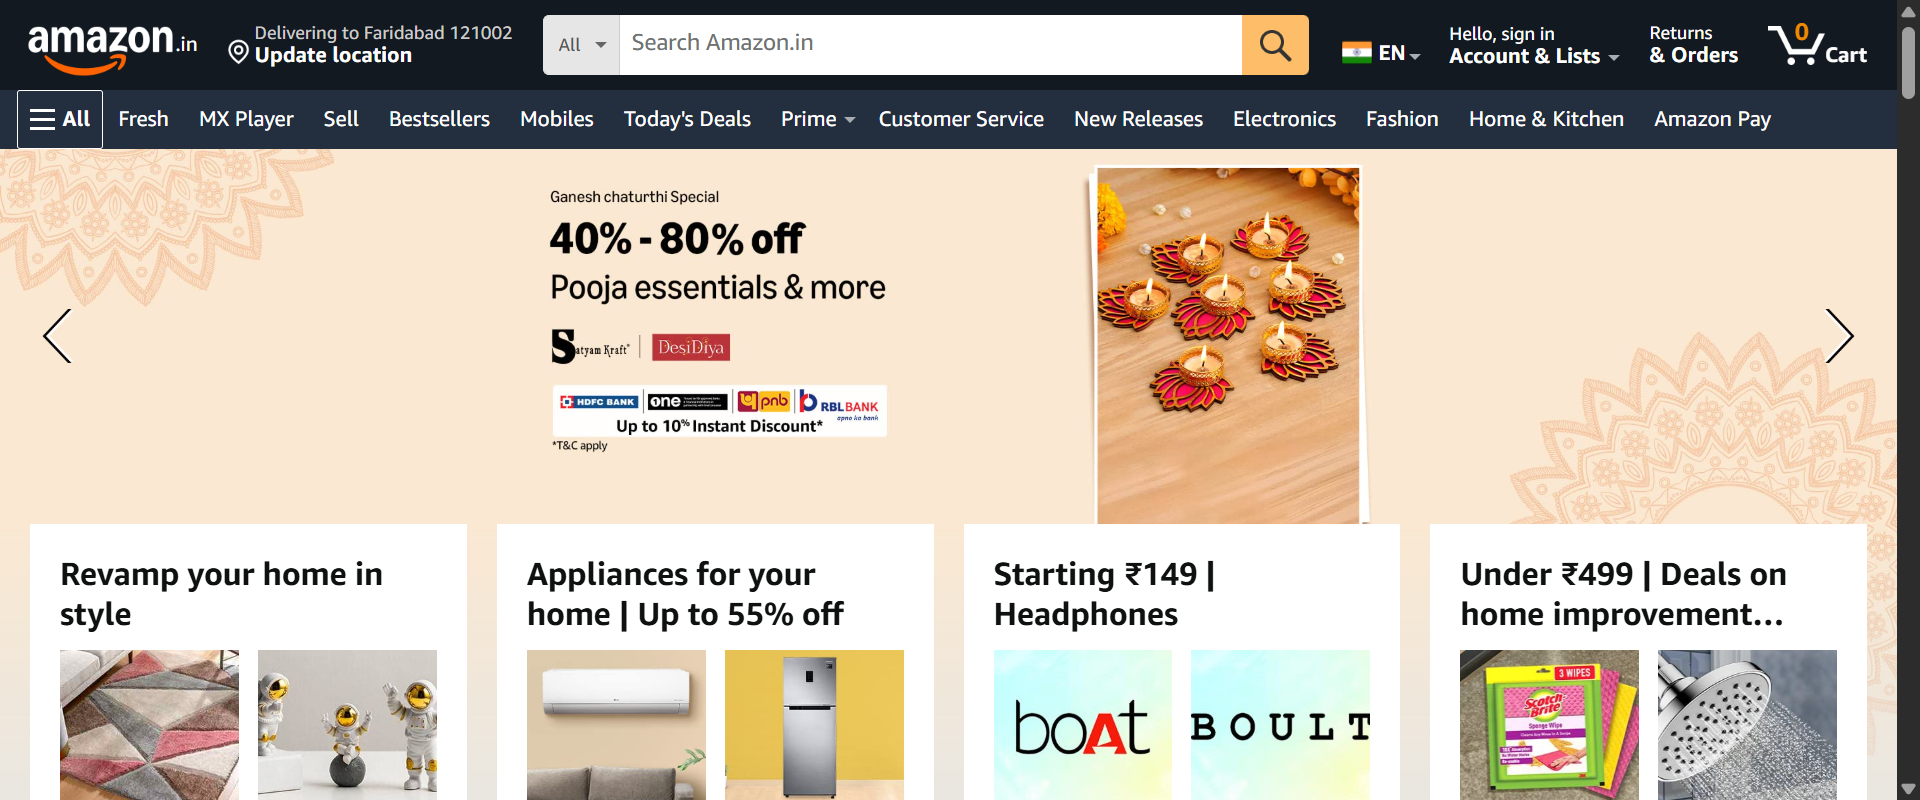 amazon.in
Delivering to Faridabad 121002
Update location
All
Search Amazon.in
EN
Hello, sign in
Account & Lists
Returns
& Orders
0
Cart
All
Fresh
MX Player
Sell
Bestsellers
Mobiles
Today's Deals
Prime
Customer Service
New Releases
Electronics
Fashion
Home & Kitchen
Amazon Pay
Ganesh chaturthi Special
40% - 80% off
Pooja essentials & more
Satyam Kraft
DesiDiya
HDFC BANK
one
pnb
RBL BANK
apno ka bank
Up to 10% Instant Discount*
*T&C apply
Revamp your home in
style
Appliances for your
home | Up to 55% off
Starting ₹149 |
Headphones
Under ₹499 | Deals on
home improvement...
boAt
BOULT
3 WIPES
Scotch
Brite
Sponge Wipe